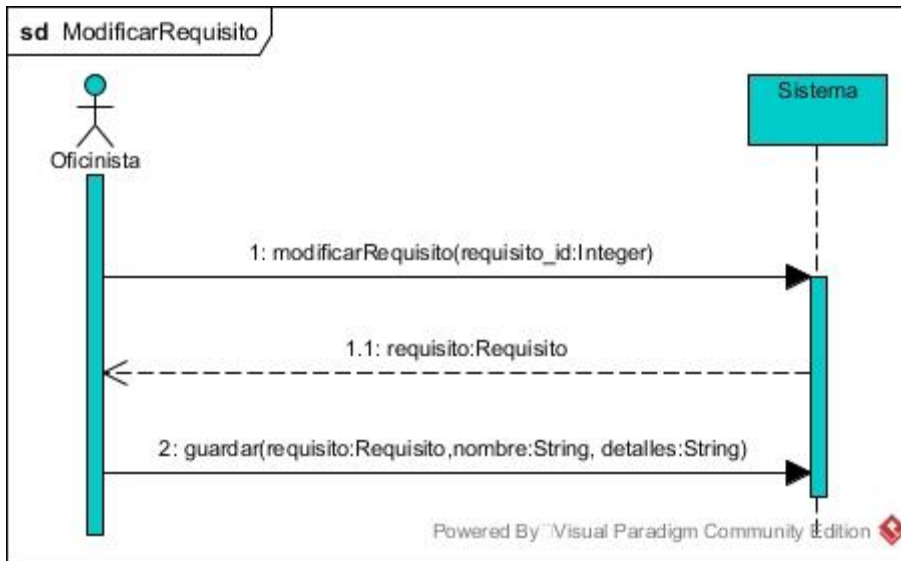 sd ModificarRequisito
Sistema
Oficinista
1: modificarRequisito(requisito_id:Integer)
1.1: requisito:Requisito
2: guardar(requisito:Requisito,nombre:String, detalles:String)
Powered By Visual Paradigm Community Edition